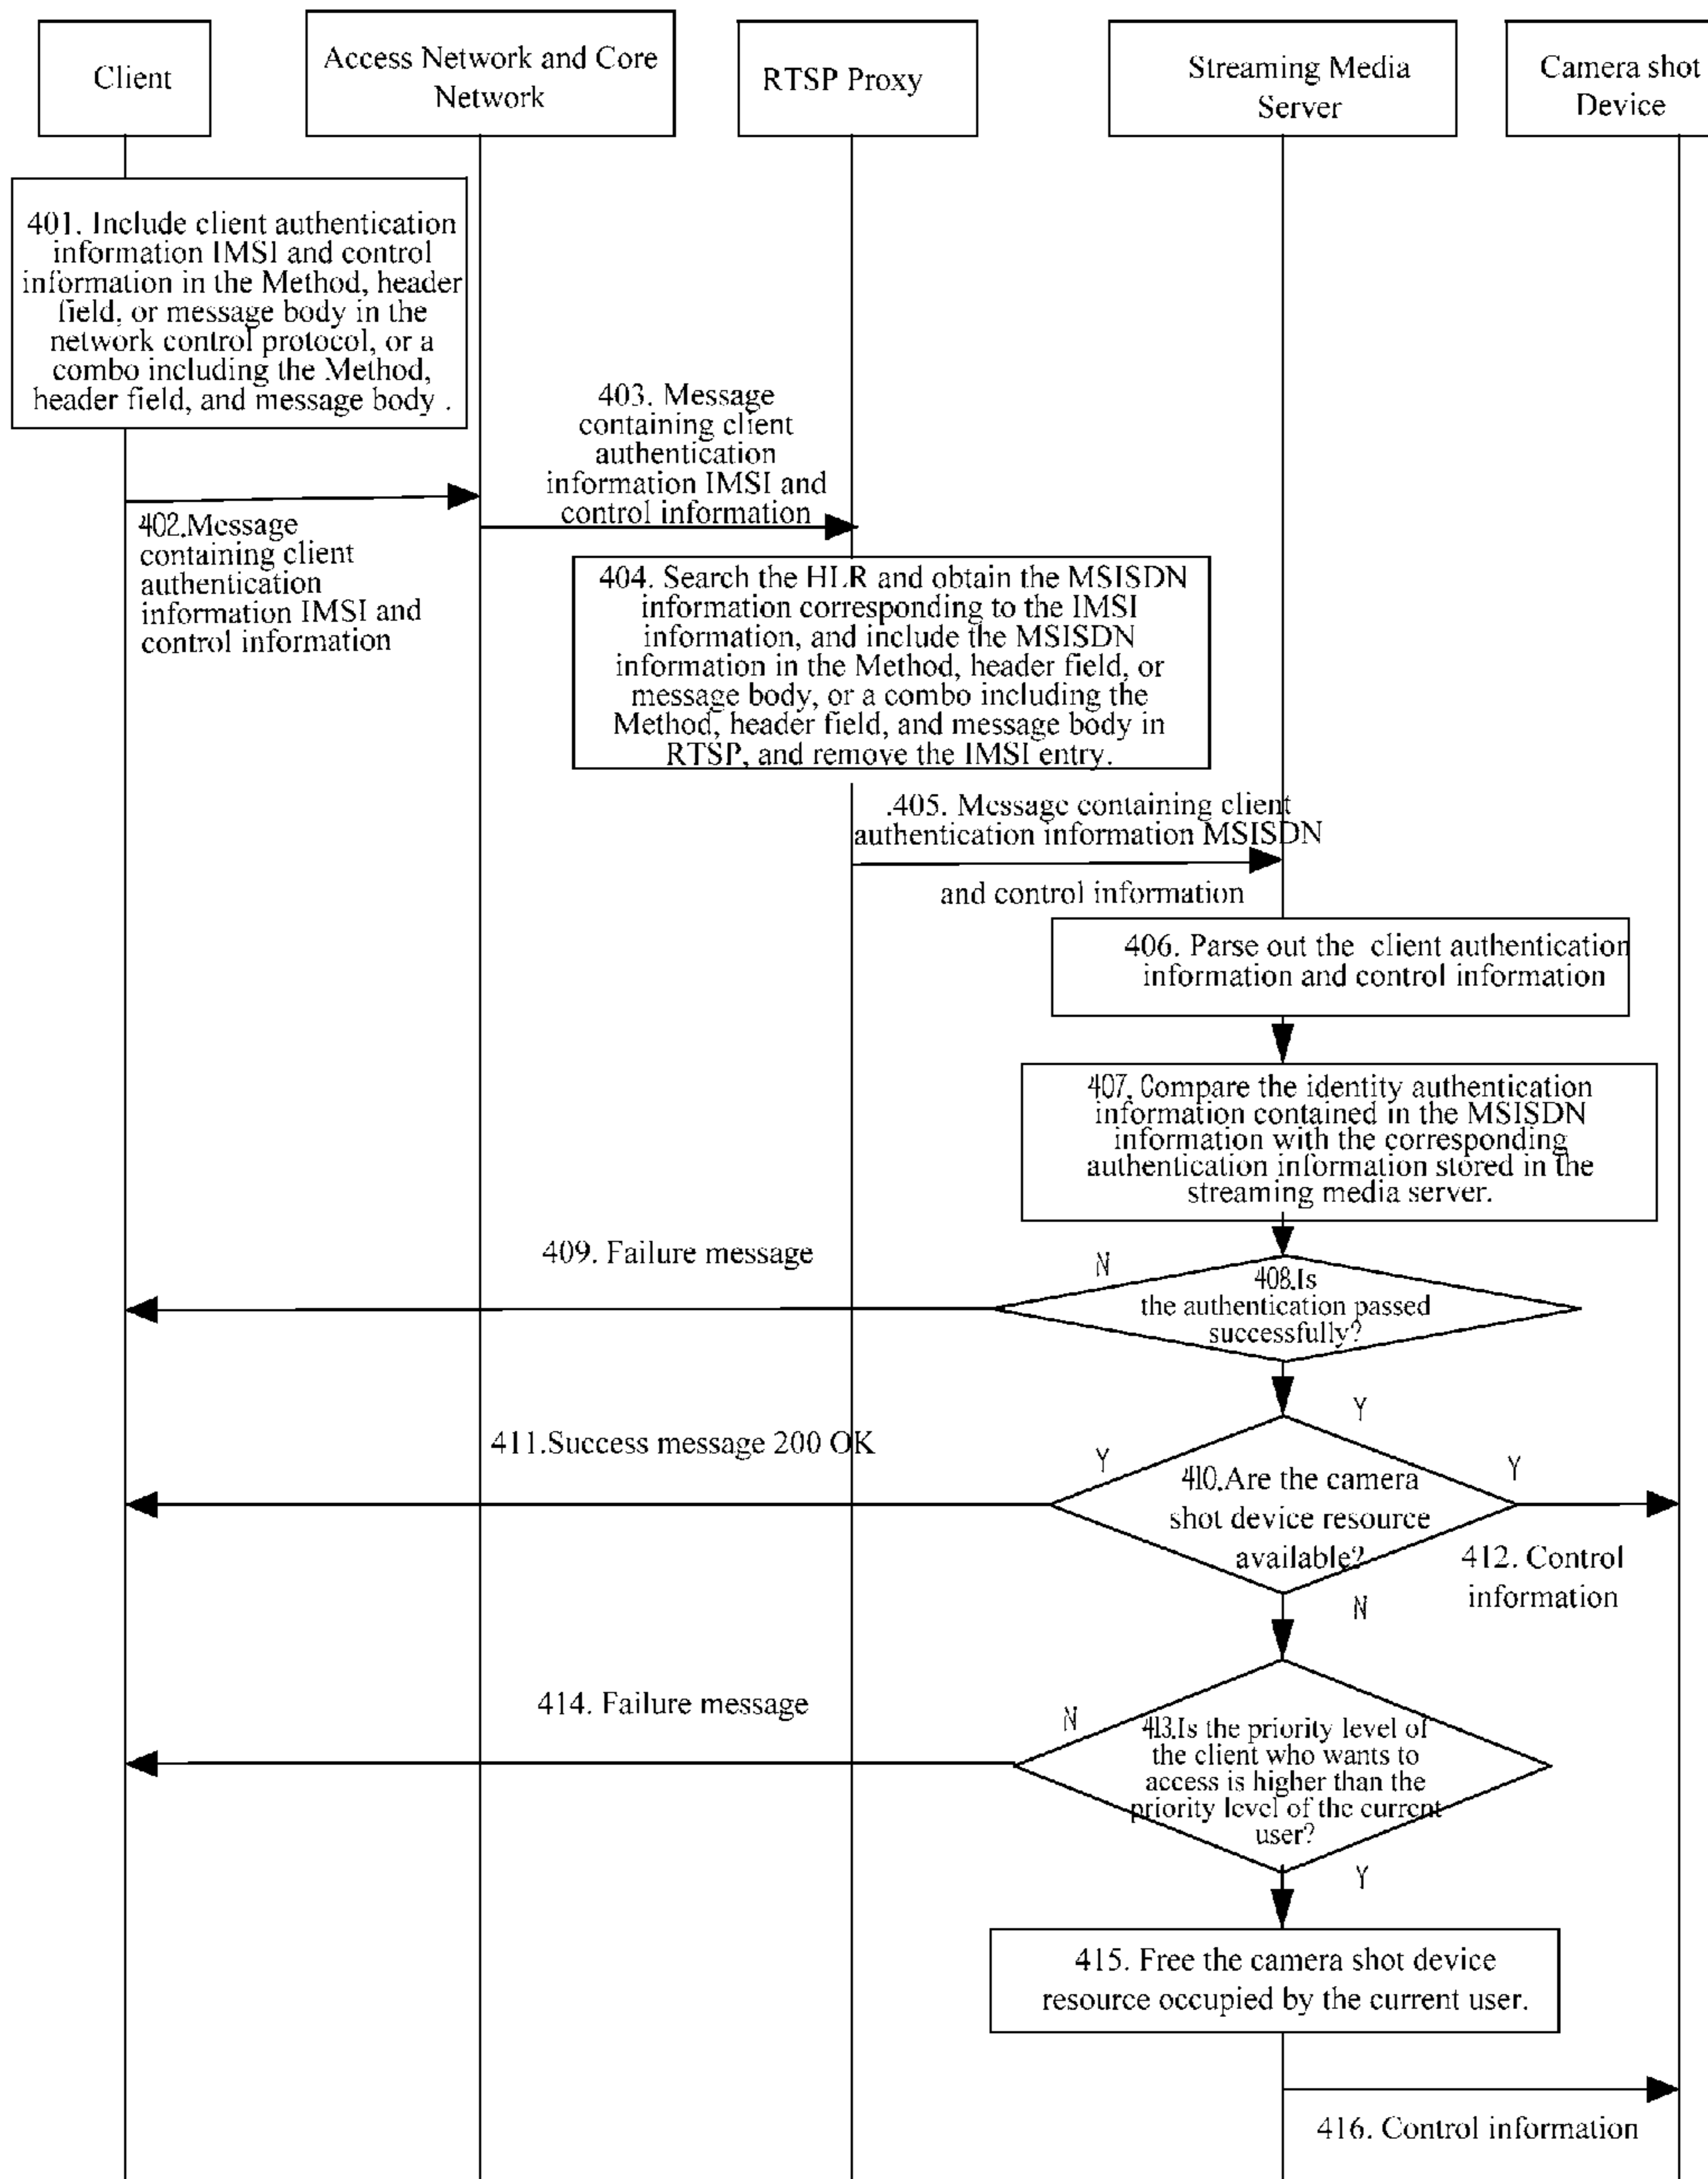 Client
Access Network and Core
Network
RTSP Proxy
Streaming Media
Server
Camera shot
Device
401. Include client authentication
information IMSI and control
information in the Method, header
field, or message body in the
network control protocol, or a
combo including the Method,
header field, and message body .
402.Message
containing client
authentication
information IMSI and
control information
403. Message
containing client
authentication
information IMSI and
control information
404. Search the HLR and obtain the MSISDN
information corresponding to the IMSI
information, and include the MSISDN
information in the Method, header field, or
message body, or a combo including the
Method, header field, and message body in
RTSP, and remove the IMSI entry.
.405. Message containing client
authentication information MSISDN
and control information
406. Parse out the client authentication
information and control information
407. Compare the identity authentication
information contained in the MSISDN
information with the corresponding
authentication information stored in the
streaming media server.
409. Failure message
N
408.Is
the authentication passed
successfully?
Y
411.Success message 200 OK
Y
410.Are the camera
shot device resource
available?
Y
412. Control
information
N
414. Failure message
N
413.Is the priority level of
the client who wants to
access is higher than the
priority level of the current
user?
Y
415. Free the camera shot device
resource occupied by the current user.
416. Control information